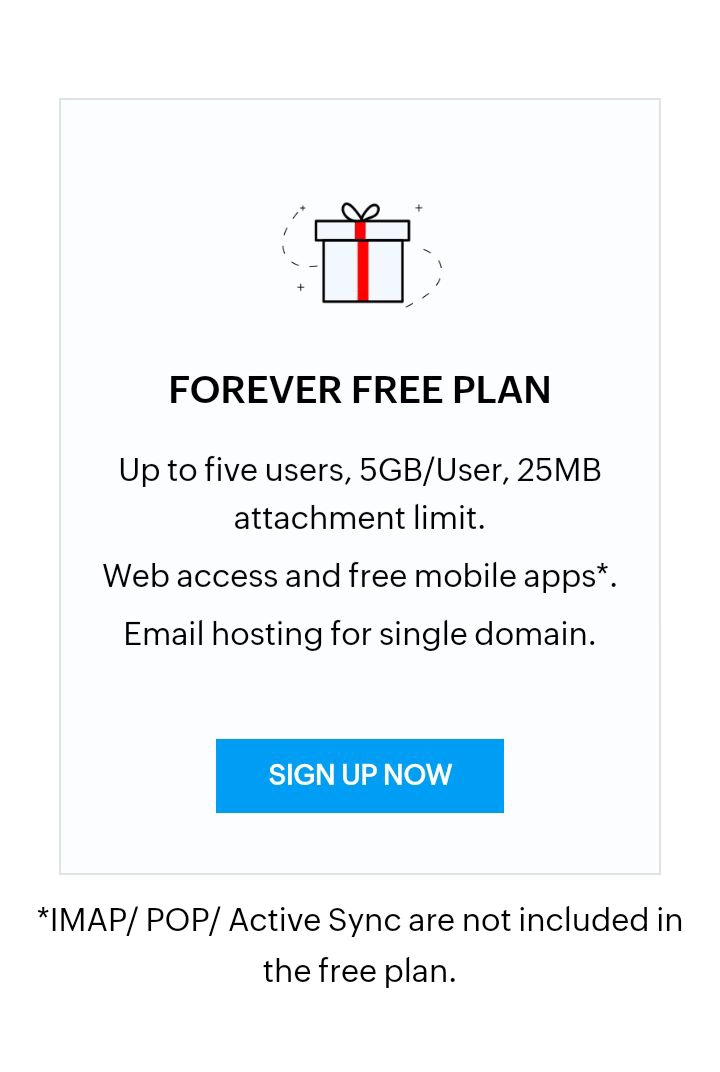 FOREVER FREE PLAN
Up to five users, 5GB/User, 25MB
attachment limit.
Web access and free mobile apps*.
Email hosting for single domain.
SIGN UP NOW
*IMAP/ POP/ Active Sync are not included in
the free plan.